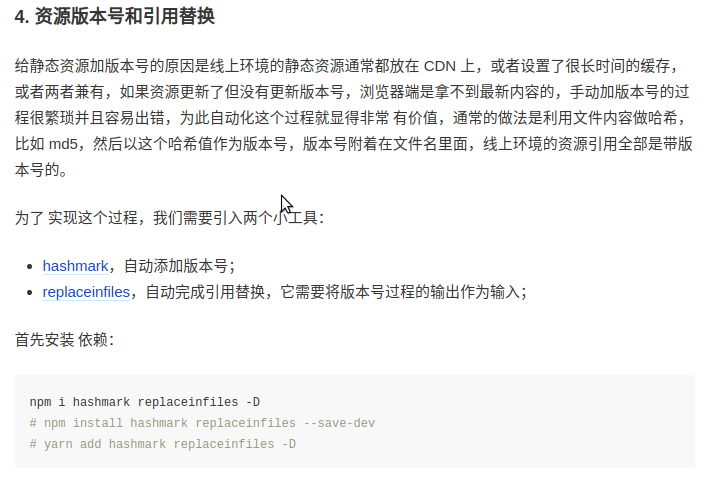 4. 资源版本号和引用替换
给静态资源加版本号的原因是线上环境的静态资源通常都放在 CDN 上，或者设置了很长时间的缓存，
或者两者兼有，如果资源更新了但没有更新版本号，浏览器端是拿不到最新内容的，手动加版本号的过
程很繁琐并且容易出错，为此自动化这个过程就显得非常 有价值，通常的做法是利用文件内容做哈希，
比如 md5，然后以这个哈希值作为版本号，版本号附着在文件名里面，线上环境的资源引用全部是带版
本号的。
为了 实现这个过程，我们需要引入两个小工具：
• hashmark，自动添加版本号；
• replaceinfiles，自动完成引用替换，它需要将版本号过程的输出作为输入；
首先安装 依赖：
npm i hashmark replaceinfiles -D
# npm install hashmark replaceinfiles --save-dev
# yarn add hashmark replaceinfiles -D